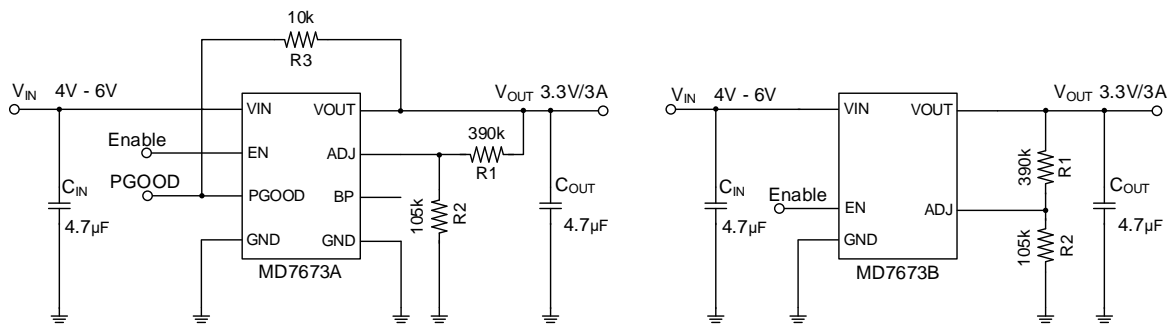 10k
R3
VIN 4V - 6V
VOUT 3.3V/3A
VIN
VOUT
390k
R1
Enable
EN
ADJ
PGOOD
PGOOD
BP
CIN
4.7µF
105k
R2
COUT
4.7µF
GND
GND
MD7673A
VIN 4V - 6V
VOUT 3.3V/3A
VIN
VOUT
390k
R1
CIN
4.7µF
Enable
EN
ADJ
COUT
4.7µF
GND
105k
R2
MD7673B